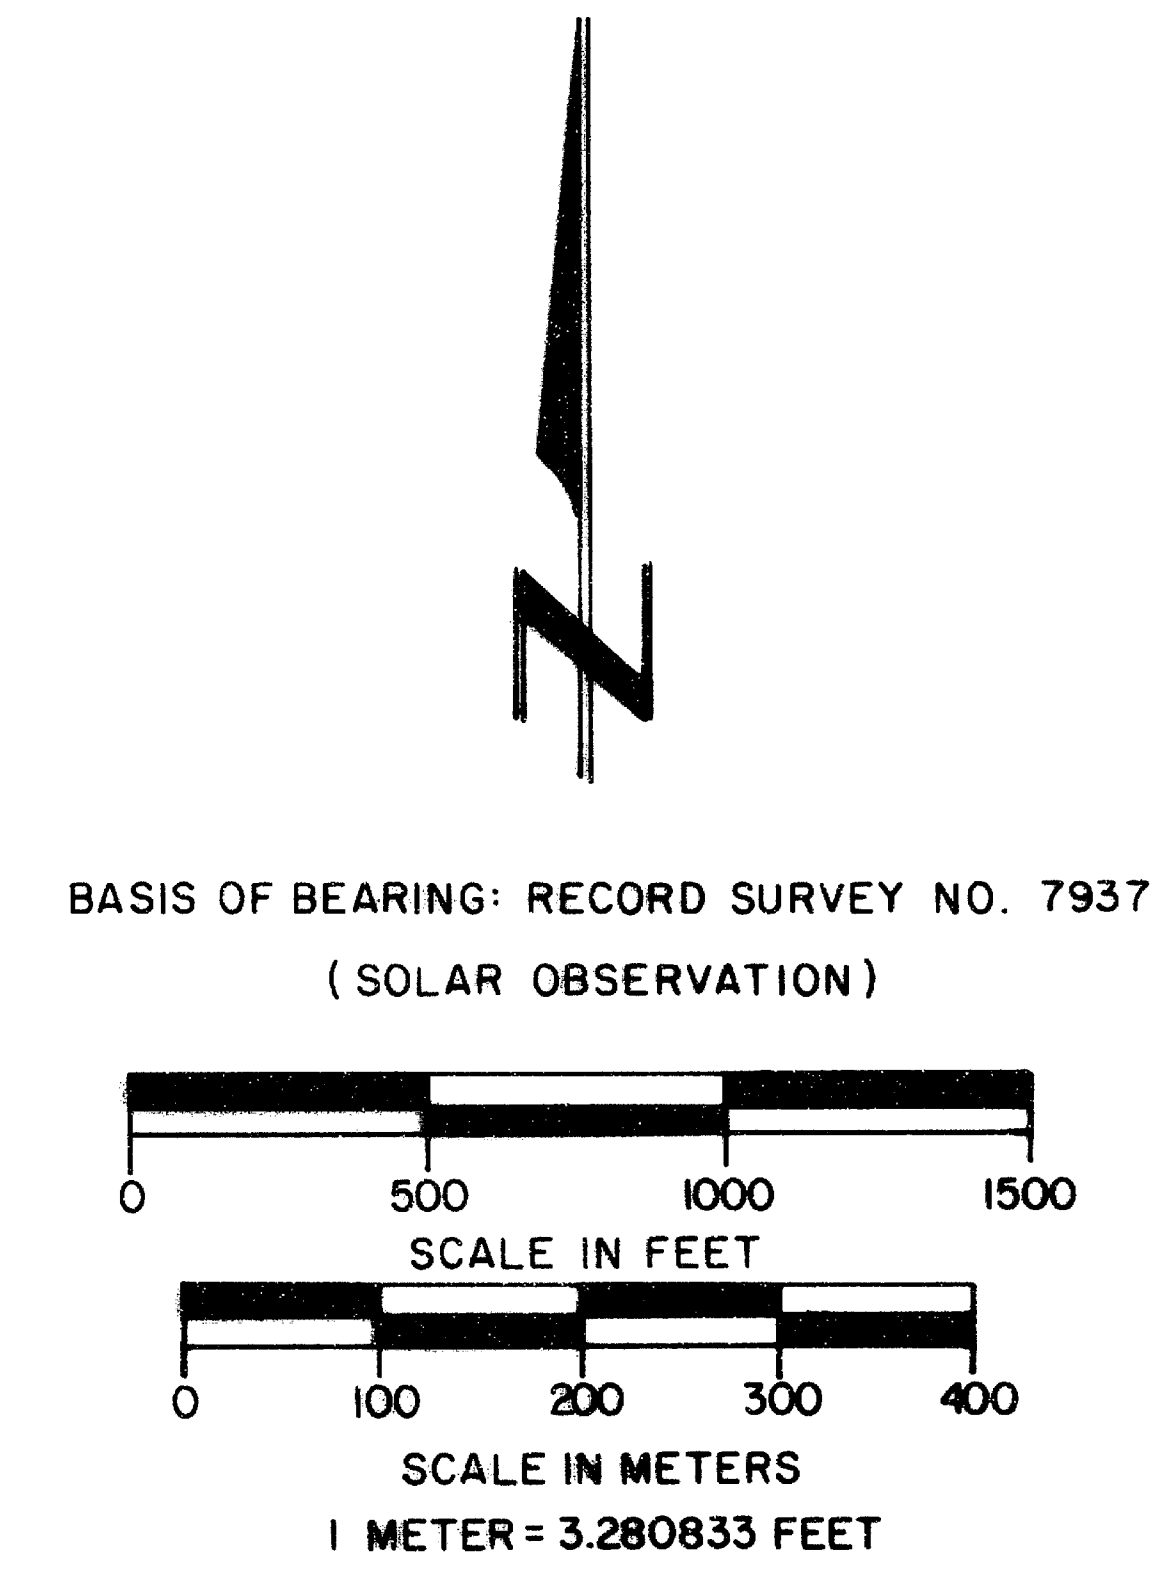 N
BASIS OF BEARING: RECORD SURVEY NO. 7937
(SOLAR OBSERVATION)
0 500 1000 1500
SCALE IN FEET
0 100 200 300 400
SCALE IN METERS
1 METER = 3.280833 FEET